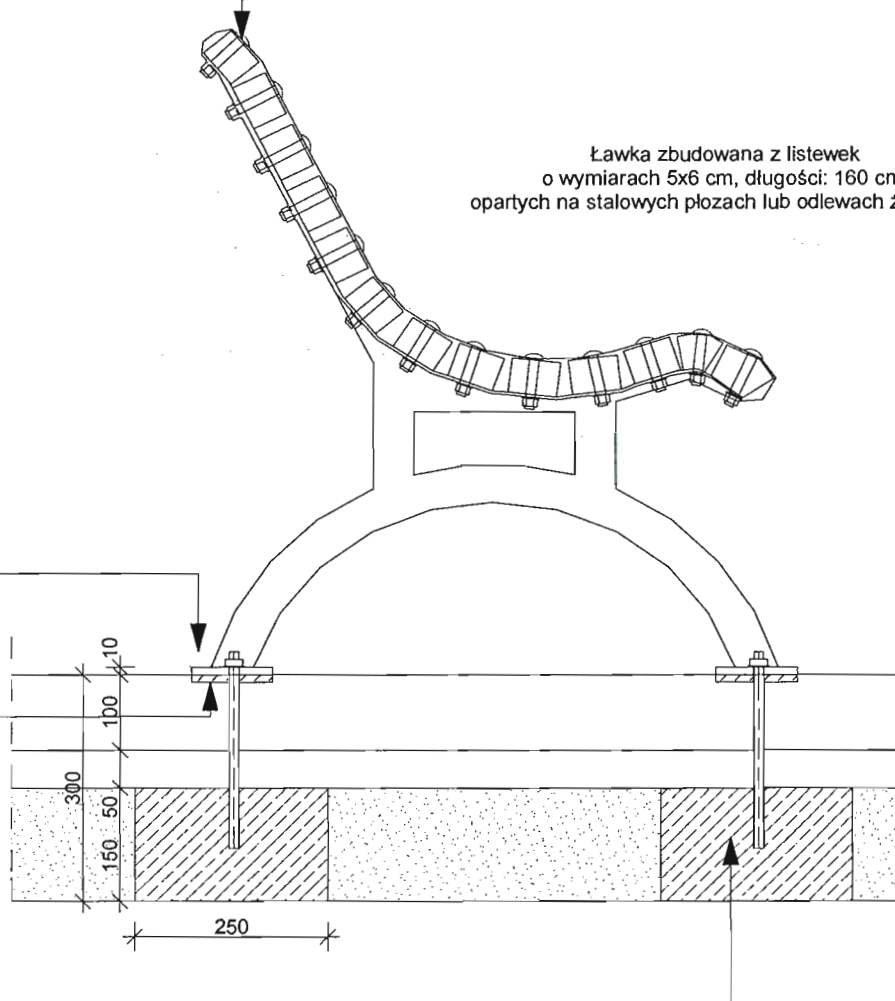 Ławka zbudowana z listewek
o wymiarach 5x6 cm, długości: 160 cm
opartych na stalowych płozach lub odlewach
10
100
300
50
150
250